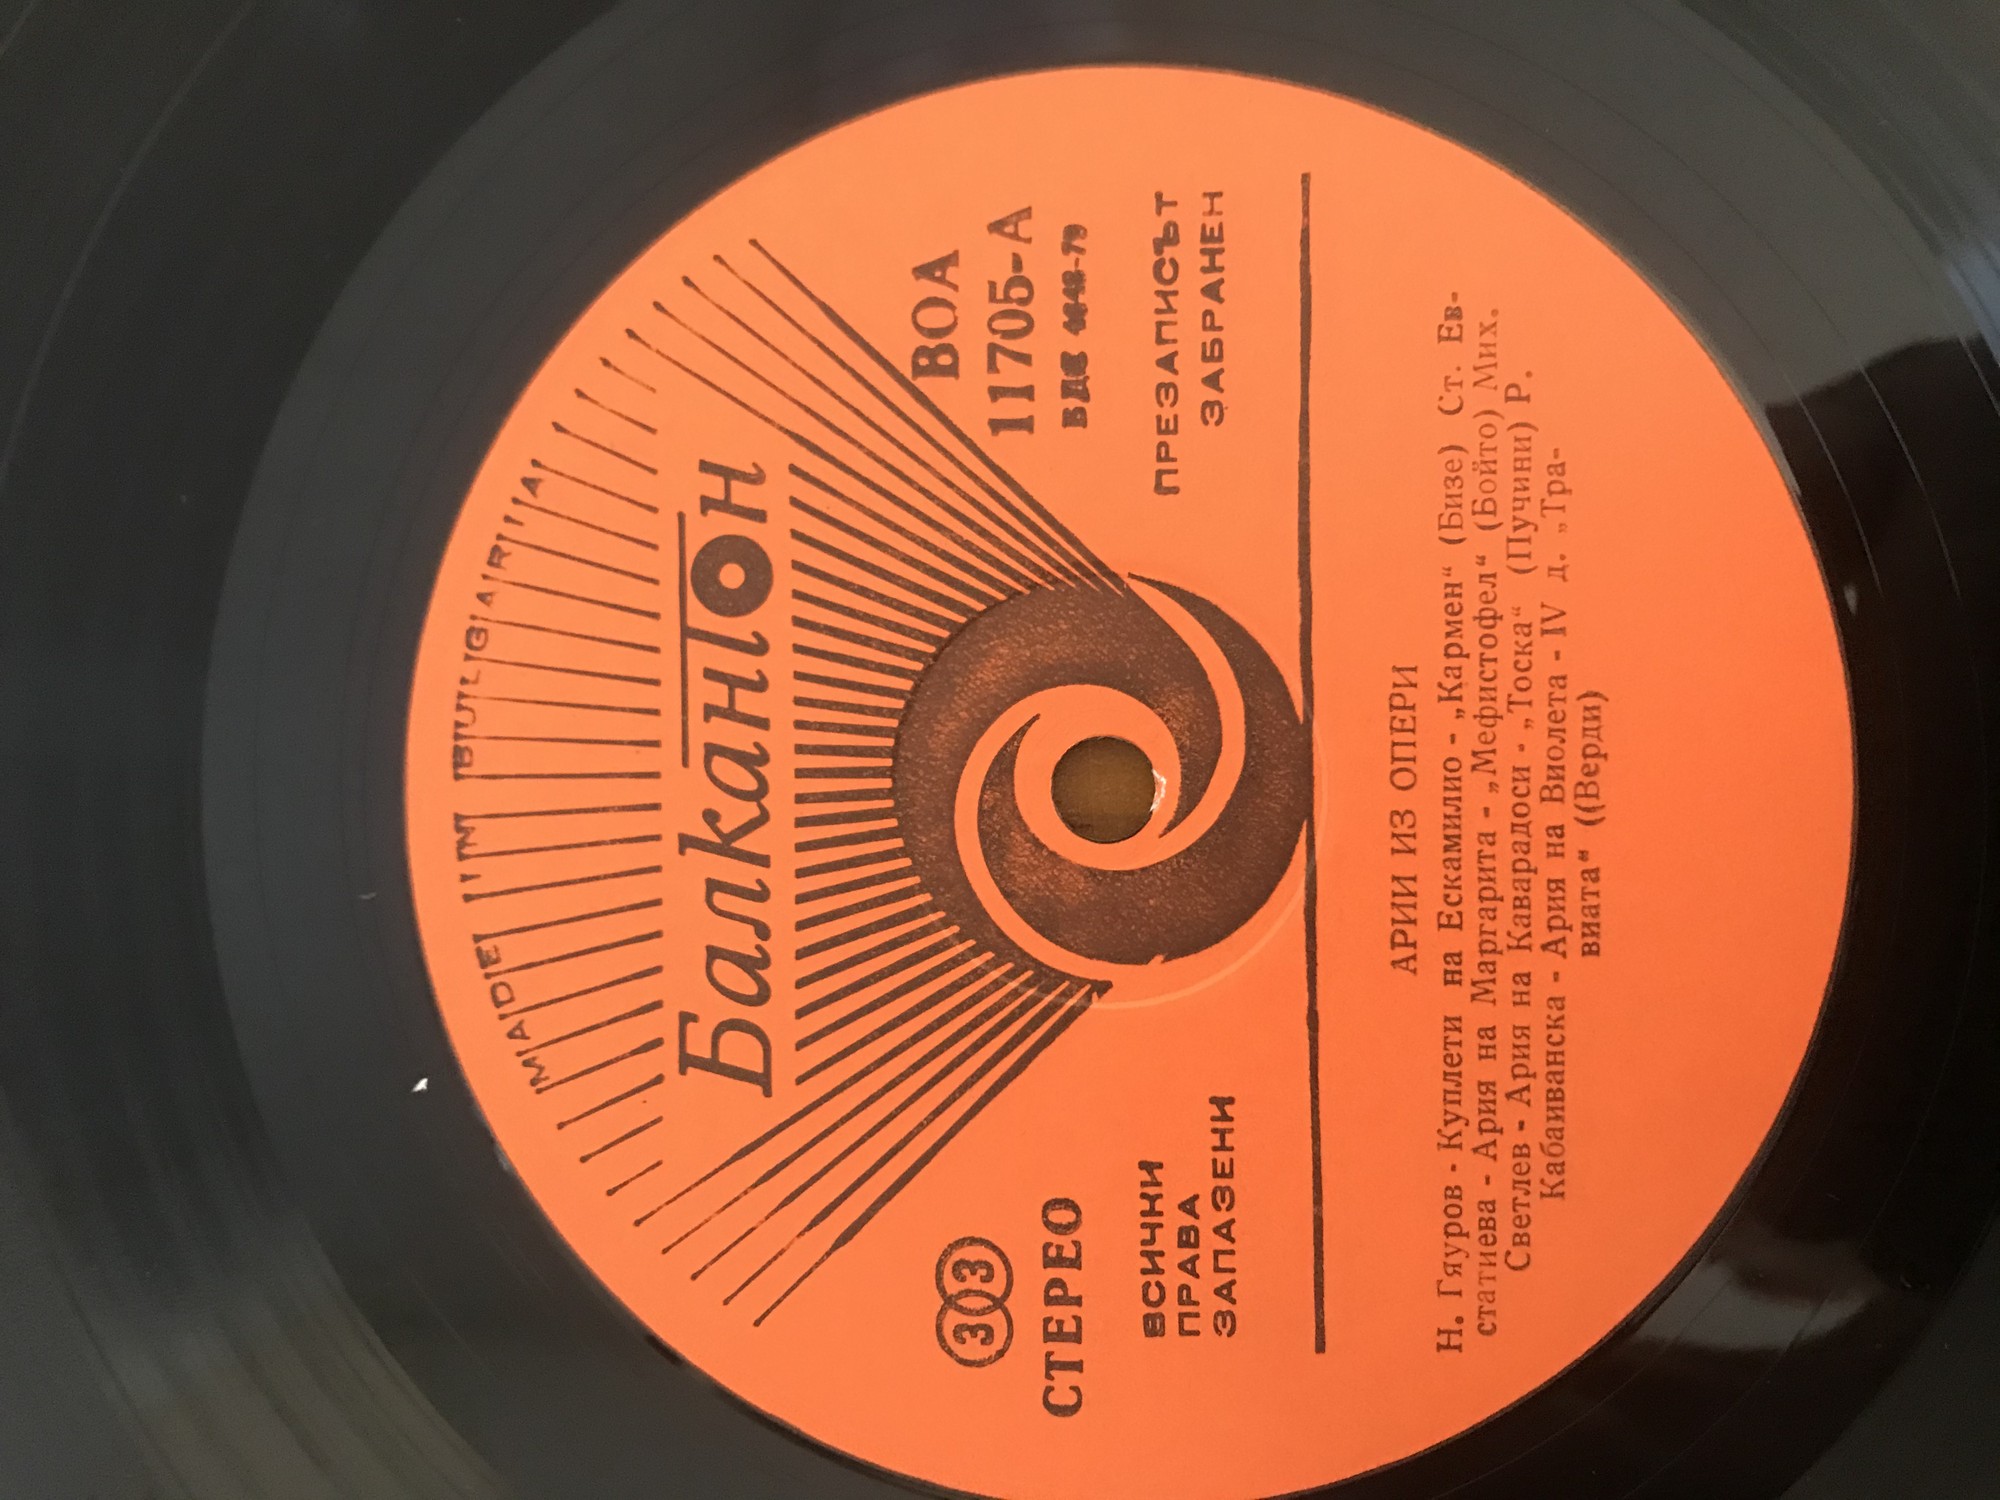 MADE IM BULGARIA
Балкантон
303
СТЕРЕО
ВСИЧКИ
ПРАВА
ЗАПАЗЕНИ
ВОА
11705-А
ПРЕЗАПИСЪТ
ЗАБРАНЕН
АРИИ ИЗ ОПЕРИ
Н. Гяуров - Куплети на Ескамилио - „Кармен“ (Бизе) Ст. Ев-
статиева - Ария на Маргарита - „Мефистофел“ (Бойто) Мих.
Светлев - Ария на Каварадоси - „Тоска“ (Пучини) Р.
Кабаиванска - Ария на Виолета - IV д. „Тра-
виата“ ((Верди)